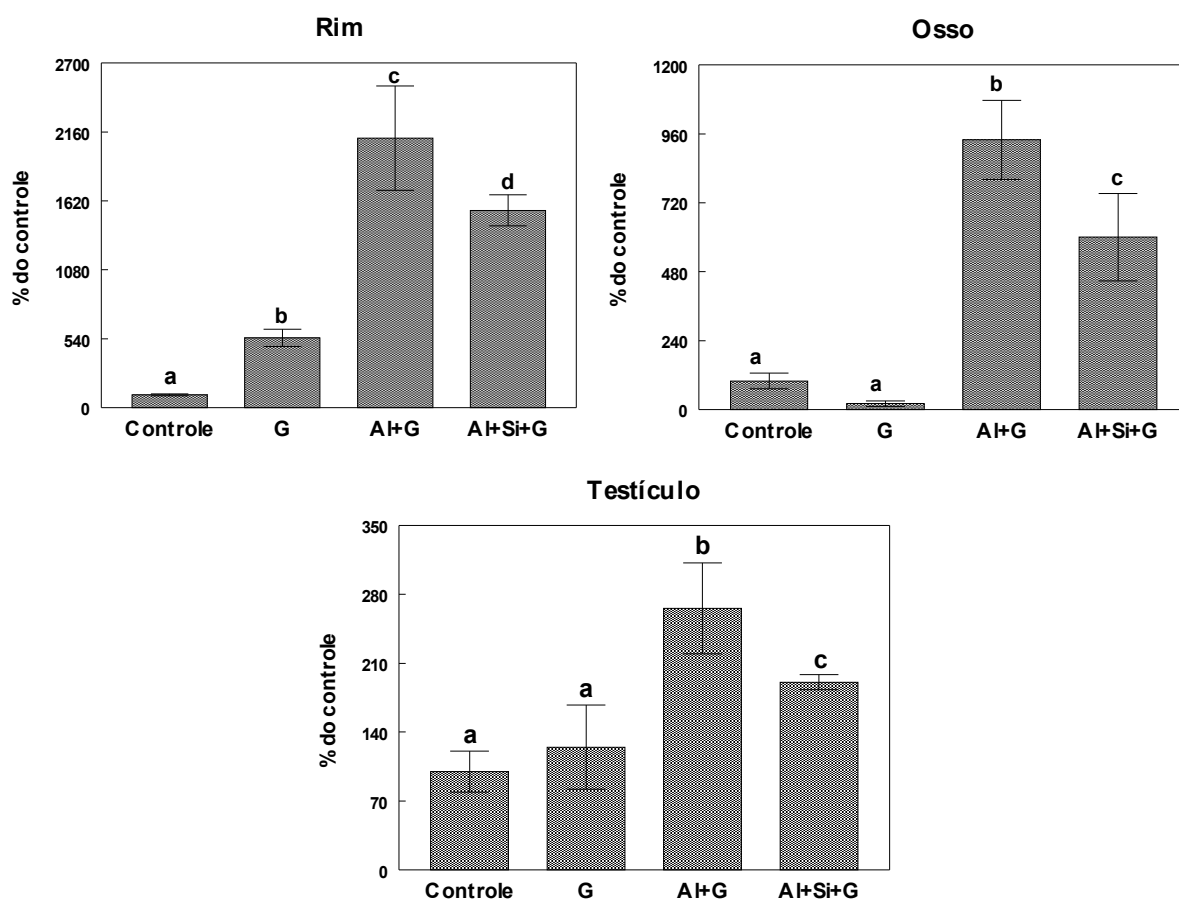 Rim
% do controle
2700
2160
1620
1080
540
0
a
b
c
d
Controle G Al+G Al+Si+G
Osso
% do controle
1200
960
720
480
240
0
a
a
b
c
Controle G Al+G Al+Si+G
Testículo
% do controle
350
280
210
140
70
0
a
a
b
c
Controle G Al+G Al+Si+G